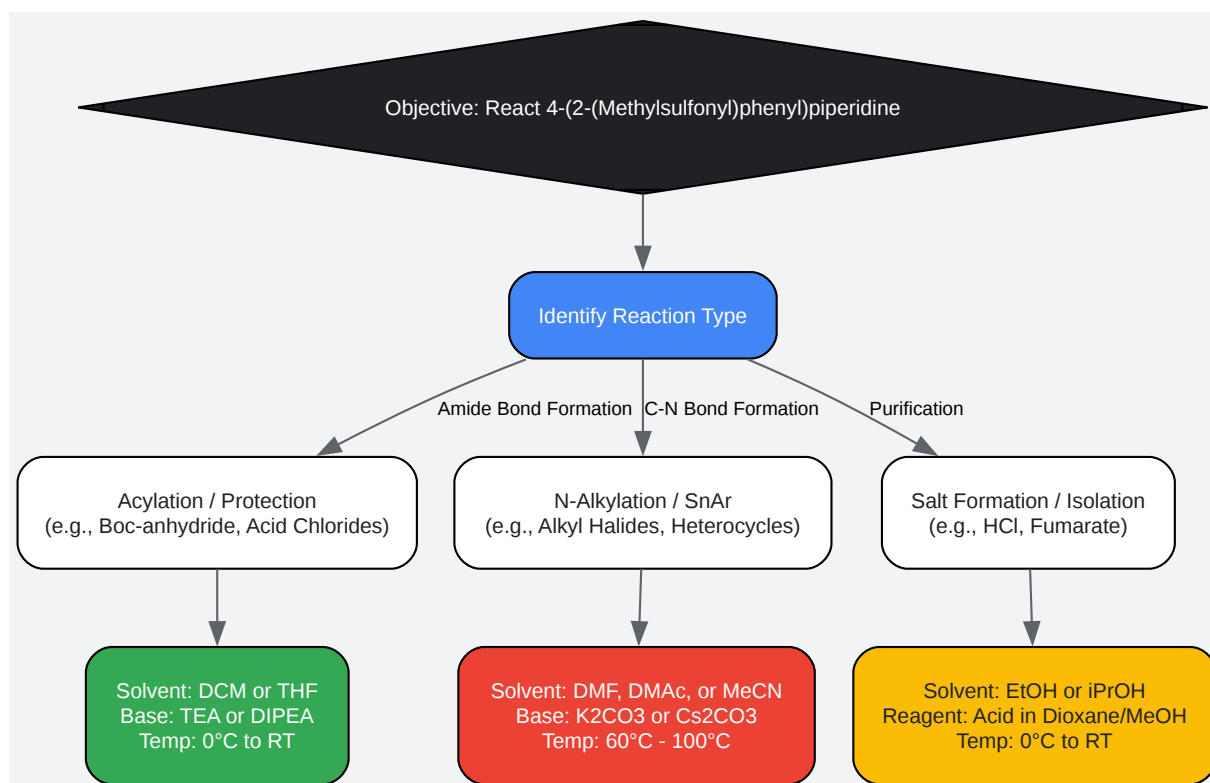 Objective: React 4-(2-(Methylsulfonyl)phenyl)piperidine
Identify Reaction Type
Amide Bond Formation
C-N Bond Formation
Purification
Acylation / Protection
(e.g., Boc-anhydride, Acid Chlorides)
N-Alkylation / SnAr
(e.g., Alkyl Halides, Heterocycles)
Salt Formation / Isolation
(e.g., HCl, Fumarate)
Solvent: DCM or THF
Base: TEA or DIPEA
Temp: 0°C to RT
Solvent: DMF, DMAc, or MeCN
Base: K2CO3 or Cs2CO3
Temp: 60°C - 100°C
Solvent: EtOH or iPrOH
Reagent: Acid in Dioxane/MeOH
Temp: 0°C to RT